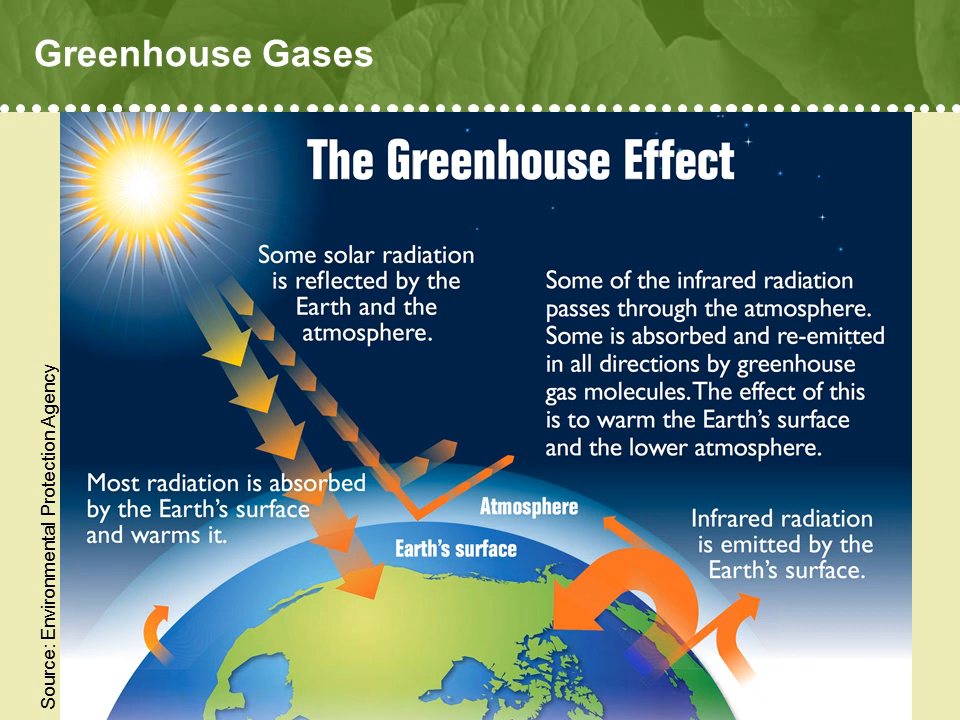 Greenhouse Gases
The Greenhouse Effect
Some solar radiation
is reflected by the
Earth and the
atmosphere.
Some of the infrared radiation
passes through the atmosphere.
Some is absorbed and re-emitted
in all directions by greenhouse
gas molecules. The effect of this
is to warm the Earth's surface
and the lower atmosphere.
Most radiation is absorbed
by the Earth's surface
and warms it.
Atmosphere
Earth's surface
Infrared radiation
is emitted by the
Earth's surface.
Source: Environmental Protection Agency